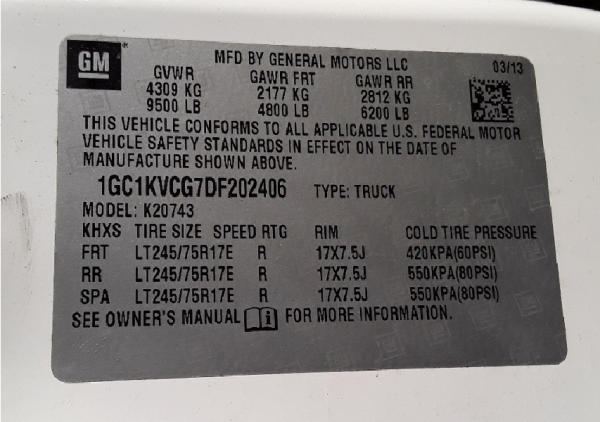 GM MFD BY GENERAL MOTORS LLC 03/13
GVWR GAWR FRT GAWR RR
4309 KG 2177 KG 2812 KG
9500 LB 4800 LB 6200 LB
THIS VEHICLE CONFORMS TO ALL APPLICABLE U.S. FEDERAL MOTOR
VEHICLE SAFETY STANDARDS IN EFFECT ON THE DATE OF
MANUFACTURE SHOWN ABOVE.
1GC1KVCG7DF202406 TYPE: TRUCK
MODEL: K20743
KHXS TIRE SIZE SPEED RTG RIM COLD TIRE PRESSURE
FRT LT245/75R17E R 17X7.5J 420KPA(60PSI)
RR LT245/75R17E R 17X7.5J 550KPA(80PSI)
SPA LT245/75R17E R 17X7.5J 550KPA(80PSI)
SEE OWNER'S MANUAL i FOR MORE INFORMATION.